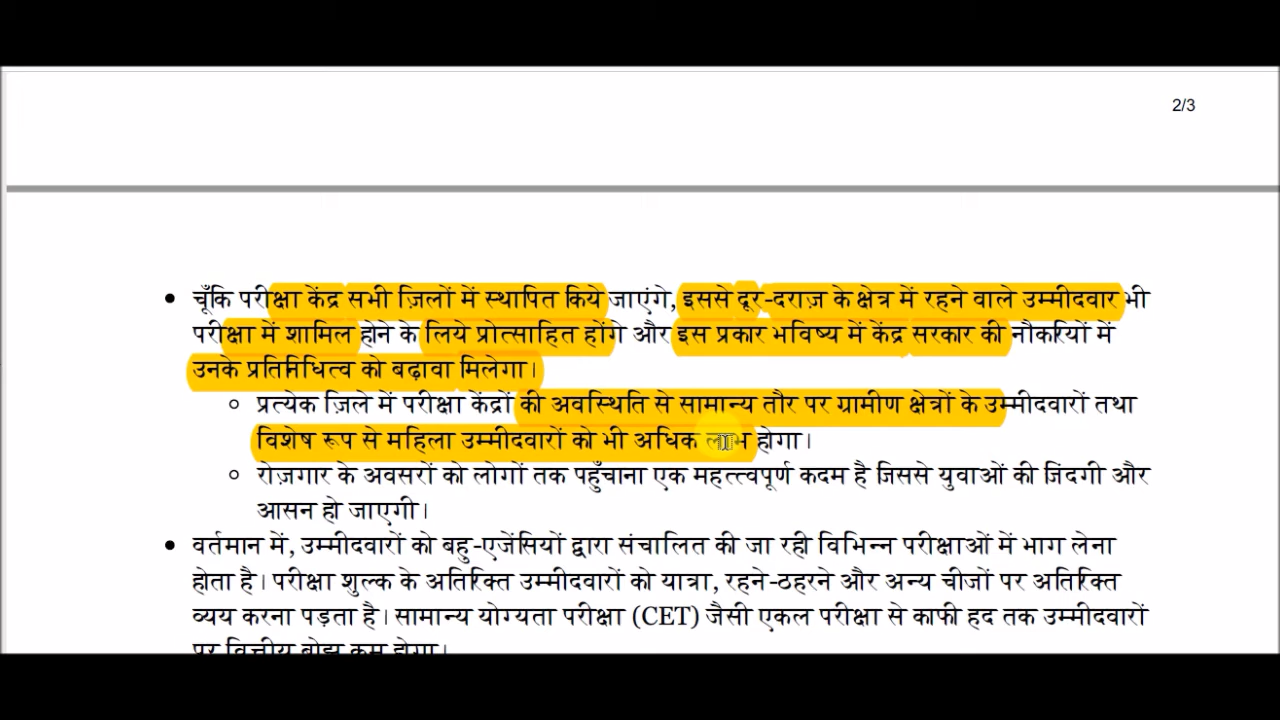 2/3
चूँकि परीक्षा केंद्र सभी ज़िलों में स्थापित किये जाएंगे, इससे दूर-दराज़ के क्षेत्र में रहने वाले उम्मीदवार भी
परीक्षा में शामिल होने के लिये प्रोत्साहित होंगे और इस प्रकार भविष्य में केंद्र सरकार की नौकरियों में
उनके प्रतिनिधित्व को बढ़ावा मिलेगा।
प्रत्येक ज़िले में परीक्षा केंद्रों की अवस्थिति से सामान्य तौर पर ग्रामीण क्षेत्रों के उम्मीदवारों तथा
विशेष रूप से महिला उम्मीदवारों को भी अधिक लाभ होगा।
रोज़गार के अवसरों को लोगों तक पहुँचाना एक महत्त्वपूर्ण कदम है जिससे युवाओं की जिंदगी और
आसन हो जाएगी।
वर्तमान में, उम्मीदवारों को बहु-एजेंसियों द्वारा संचालित की जा रही विभिन्न परीक्षाओं में भाग लेना
होता है। परीक्षा शुल्क के अतिरिक्त उम्मीदवारों को यात्रा, रहने-ठहरने और अन्य चीजों पर अतिरिक्त
व्यय करना पड़ता है। सामान्य योग्यता परीक्षा (CET) जैसी एकल परीक्षा से काफी हद तक उम्मीदवारों
पर वित्तीय बोझ कम होगा।